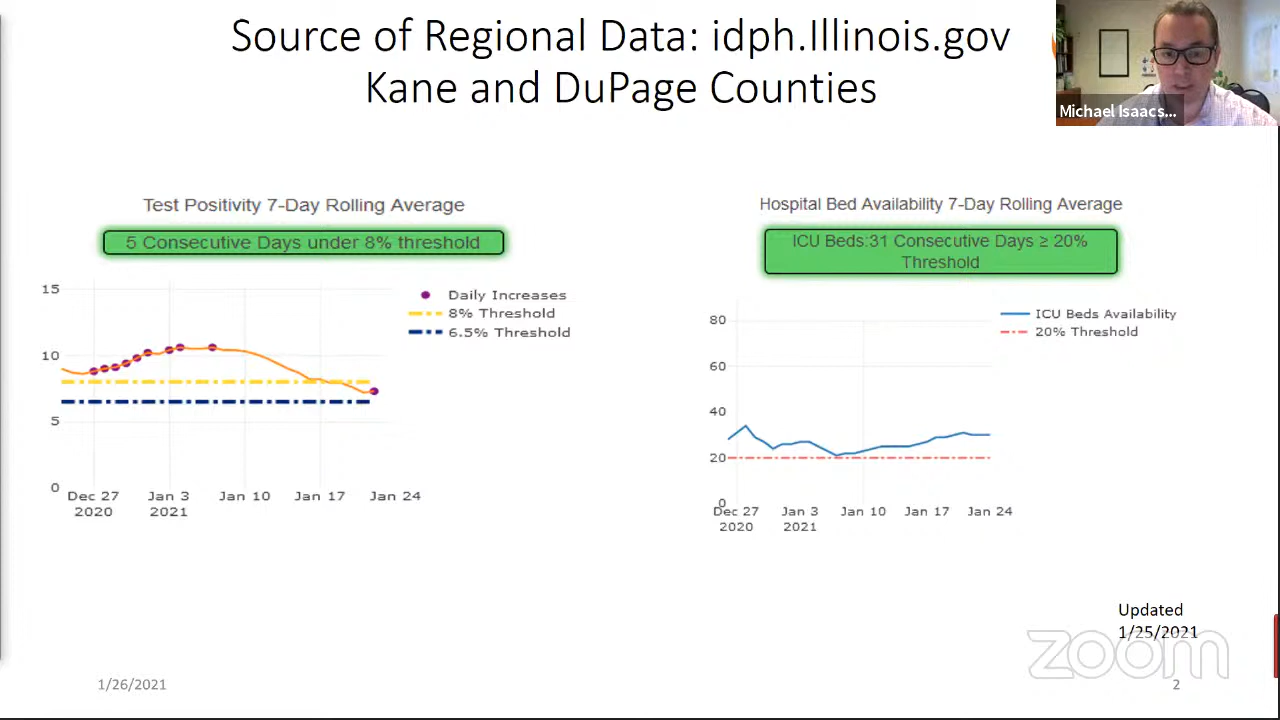 Source of Regional Data: idph.Illinois.gov
Kane and DuPage Counties
Michael Isaacs...
Test Positivity 7-Day Rolling Average
5 Consecutive Days under 8% threshold
15
10
5
0
Dec 27
2020
Jan 3
2021
Jan 10
Jan 17
Jan 24
Daily Increases
8% Threshold
6.5% Threshold
Hospital Bed Availability 7-Day Rolling Average
ICU Beds:31 Consecutive Days ≥ 20%
Threshold
80
60
40
20
0
Dec 27
2020
Jan 3
2021
Jan 10
Jan 17
Jan 24
ICU Beds Availability
20% Threshold
Updated
1/25/2021
zoom
1/26/2021
2